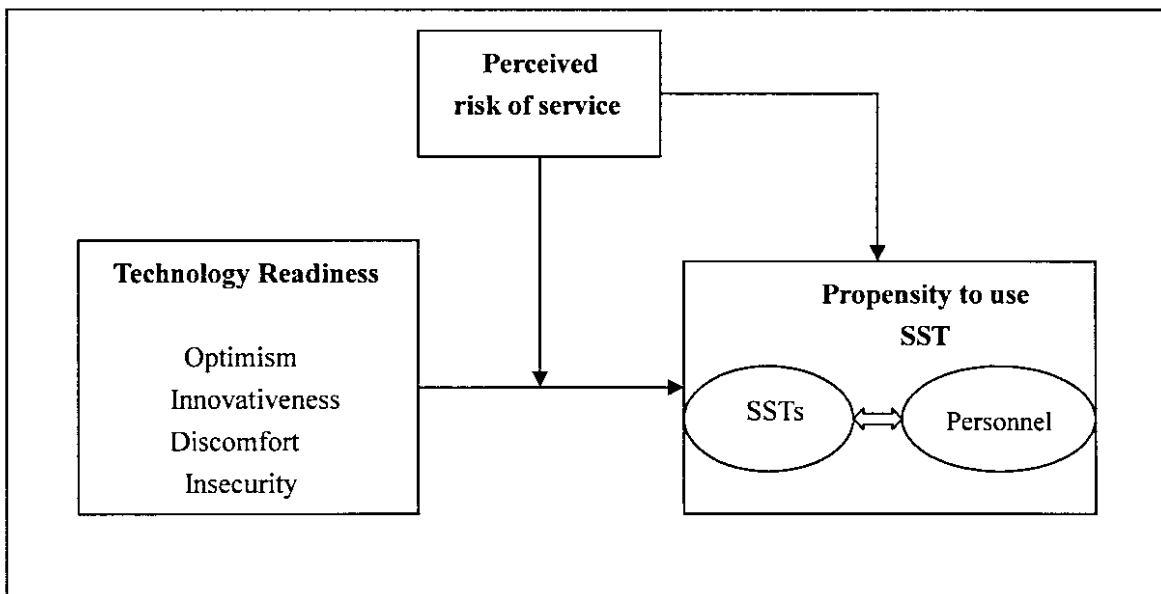 Perceived
risk of service
Technology Readiness
Optimism
Innovativeness
Discomfort
Insecurity
Propensity to use
SST
SSTs
Personnel